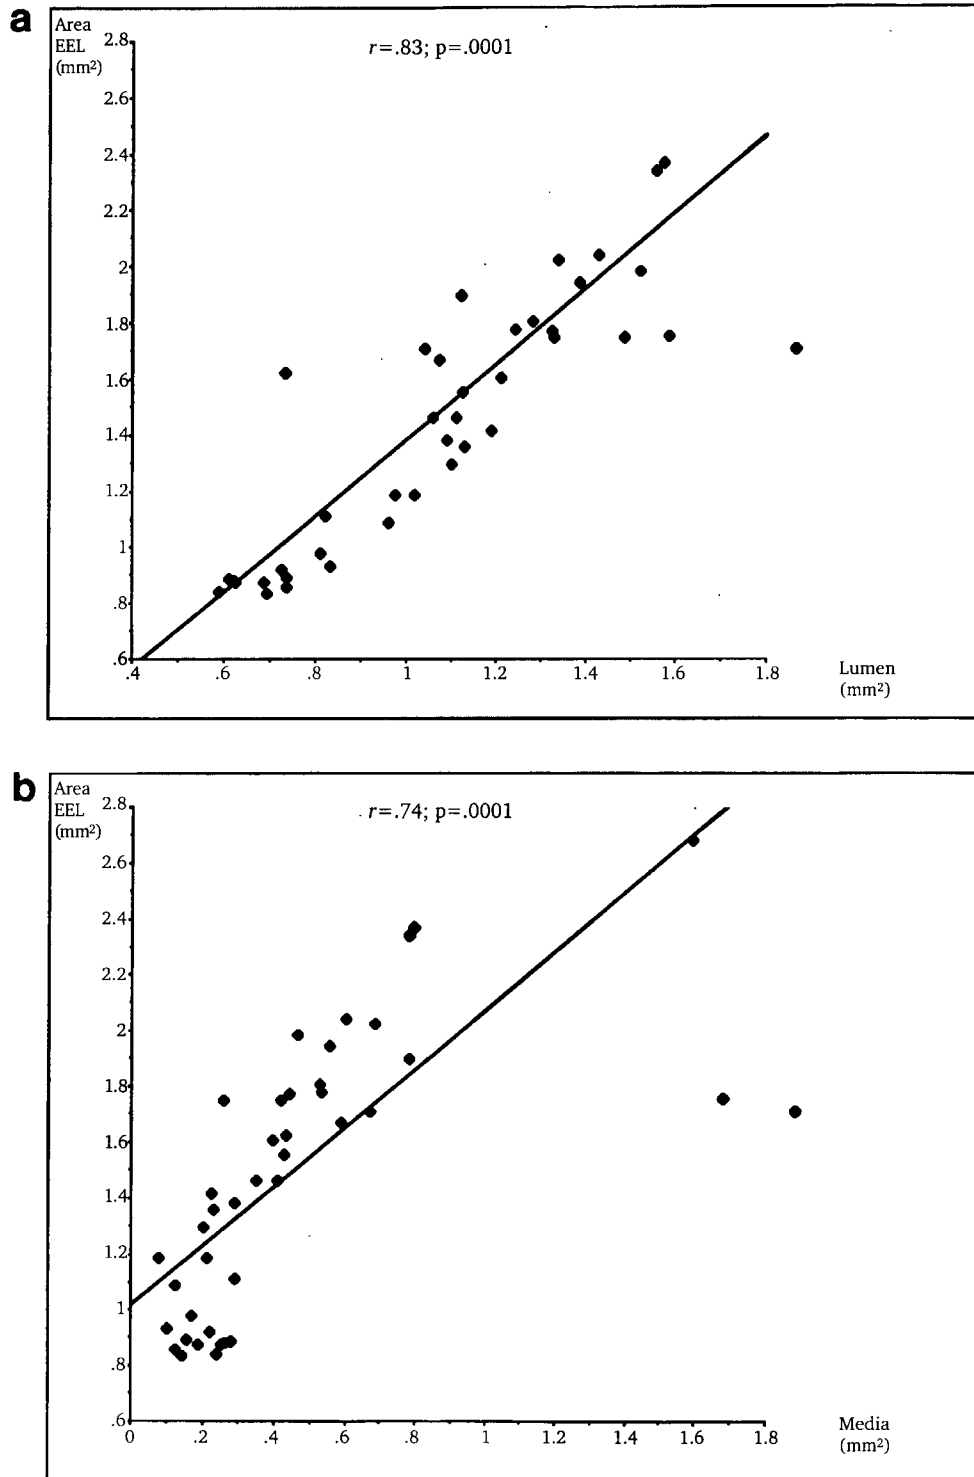 a
Area
EEL
(mm²)
r=.83; p=.0001
2.8
2.6
2.4
2.2
2
1.8
1.6
1.4
1.2
1
.8
.6
.4 .6 .8 1 1.2 1.4 1.6 1.8
Lumen
(mm²)
b
Area
EEL
(mm²)
r=.74; p=.0001
2.8
2.6
2.4
2.2
2
1.8
1.6
1.4
1.2
1
.8
.6
0 .2 .4 .6 .8 1 1.2 1.4 1.6 1.8
Media
(mm²)